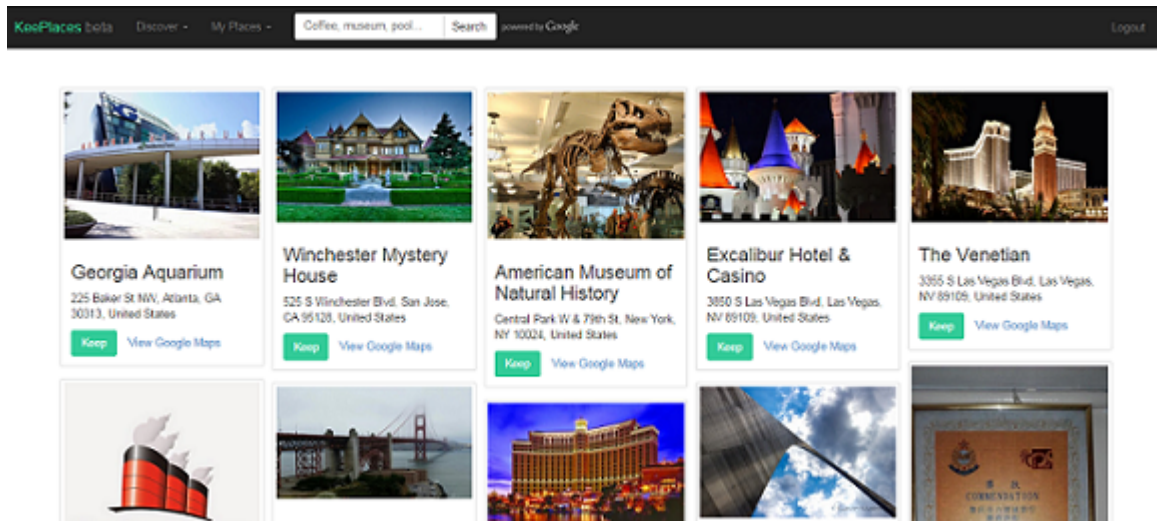 KeePlaces beta Discover My Places Coffee, museum, pool... Search powered by Google Logout
Georgia Aquarium
225 Baker St NW, Atlanta, GA
30313, United States
Keep View Google Maps
Winchester Mystery
House
525 S Winchester Blvd, San Jose,
CA 95128, United States
Keep View Google Maps
American Museum of
Natural History
Central Park W & 79th St, New York,
NY 10024, United States
Keep View Google Maps
Excalibur Hotel &
Casino
3850 S Las Vegas Blvd, Las Vegas,
NV 89109, United States
Keep View Google Maps
The Venetian
3355 S Las Vegas Blvd, Las Vegas,
NV 89109, United States
Keep View Google Maps
COMMENDATION